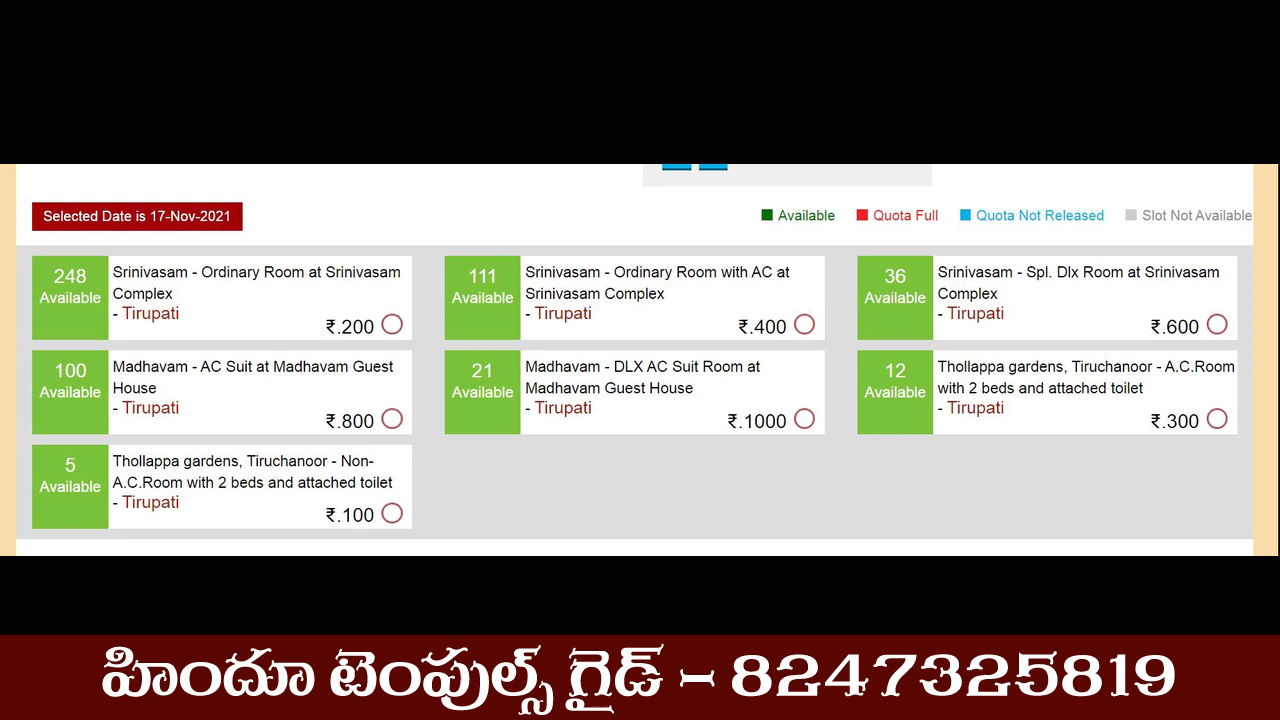 Selected Date is 17-Nov-2021
Available Quota Full Quota Not Released Slot Not Available
248 Available
Srinivasam - Ordinary Room at Srinivasam
Complex
- Tirupati
₹.200
111 Available
Srinivasam - Ordinary Room with AC at
Srinivasam Complex
- Tirupati
₹.400
36 Available
Srinivasam - Spl. Dlx Room at Srinivasam
Complex
- Tirupati
₹.600
100 Available
Madhavam - AC Suit at Madhavam Guest
House
- Tirupati
₹.800
21 Available
Madhavam - DLX AC Suit Room at
Madhavam Guest House
- Tirupati
₹.1000
12 Available
Thollappa gardens, Tiruchanoor - A.C.Room
with 2 beds and attached toilet
- Tirupati
₹.300
5 Available
Thollappa gardens, Tiruchanoor - Non-
A.C.Room with 2 beds and attached toilet
- Tirupati
₹.100
హిందూ టెంపుల్స్ గైడ్ – 8247325819